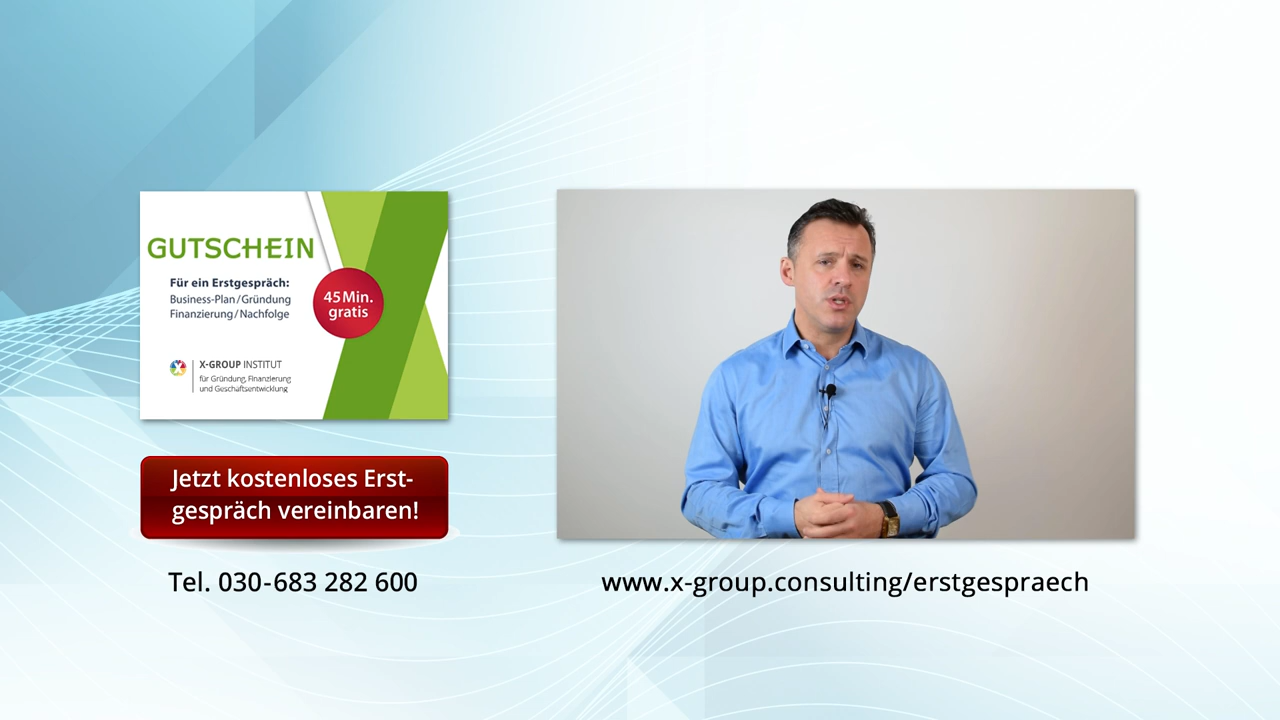 GUTSCHEIN
Für ein Erstgespräch:
Business-Plan/Gründung
Finanzierung/Nachfolge
45 Min.
gratis
X-GROUP INSTITUT
für Gründung, Finanzierung
und Geschäftsentwicklung
Jetzt kostenloses Erst-
gespräch vereinbaren!
Tel. 030-683 282 600
www.x-group.consulting/erstgespraech